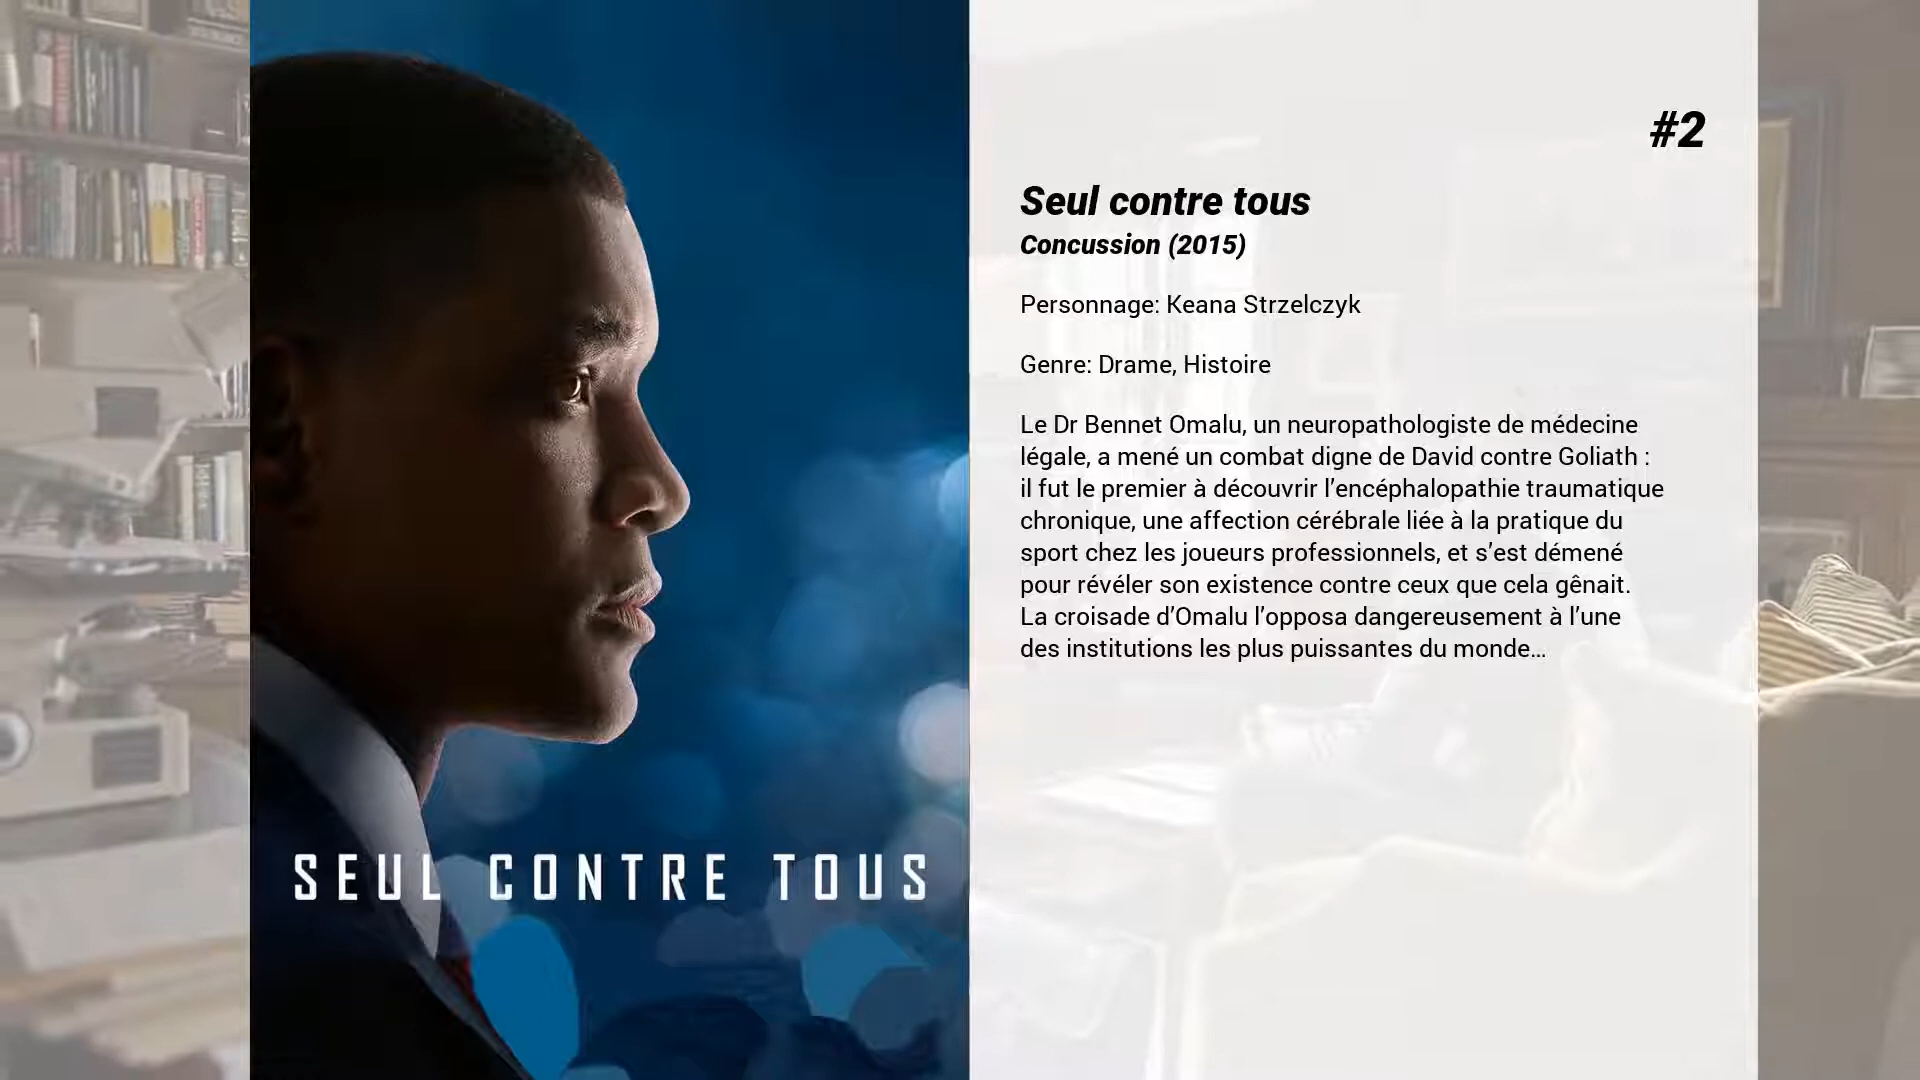 SEUL CONTRE TOUS
#2
Seul contre tous
Concussion (2015)
Personnage: Keana Strzelczyk
Genre: Drame, Histoire
Le Dr Bennet Omalu, un neuropathologiste de médecine
légale, a mené un combat digne de David contre Goliath :
il fut le premier à découvrir l’encéphalopathie traumatique
chronique, une affection cérébrale liée à la pratique du
sport chez les joueurs professionnels, et s’est démené
pour révéler son existence contre ceux que cela gênait.
La croisade d’Omalu l’opposa dangereusement à l’une
des institutions les plus puissantes du monde…